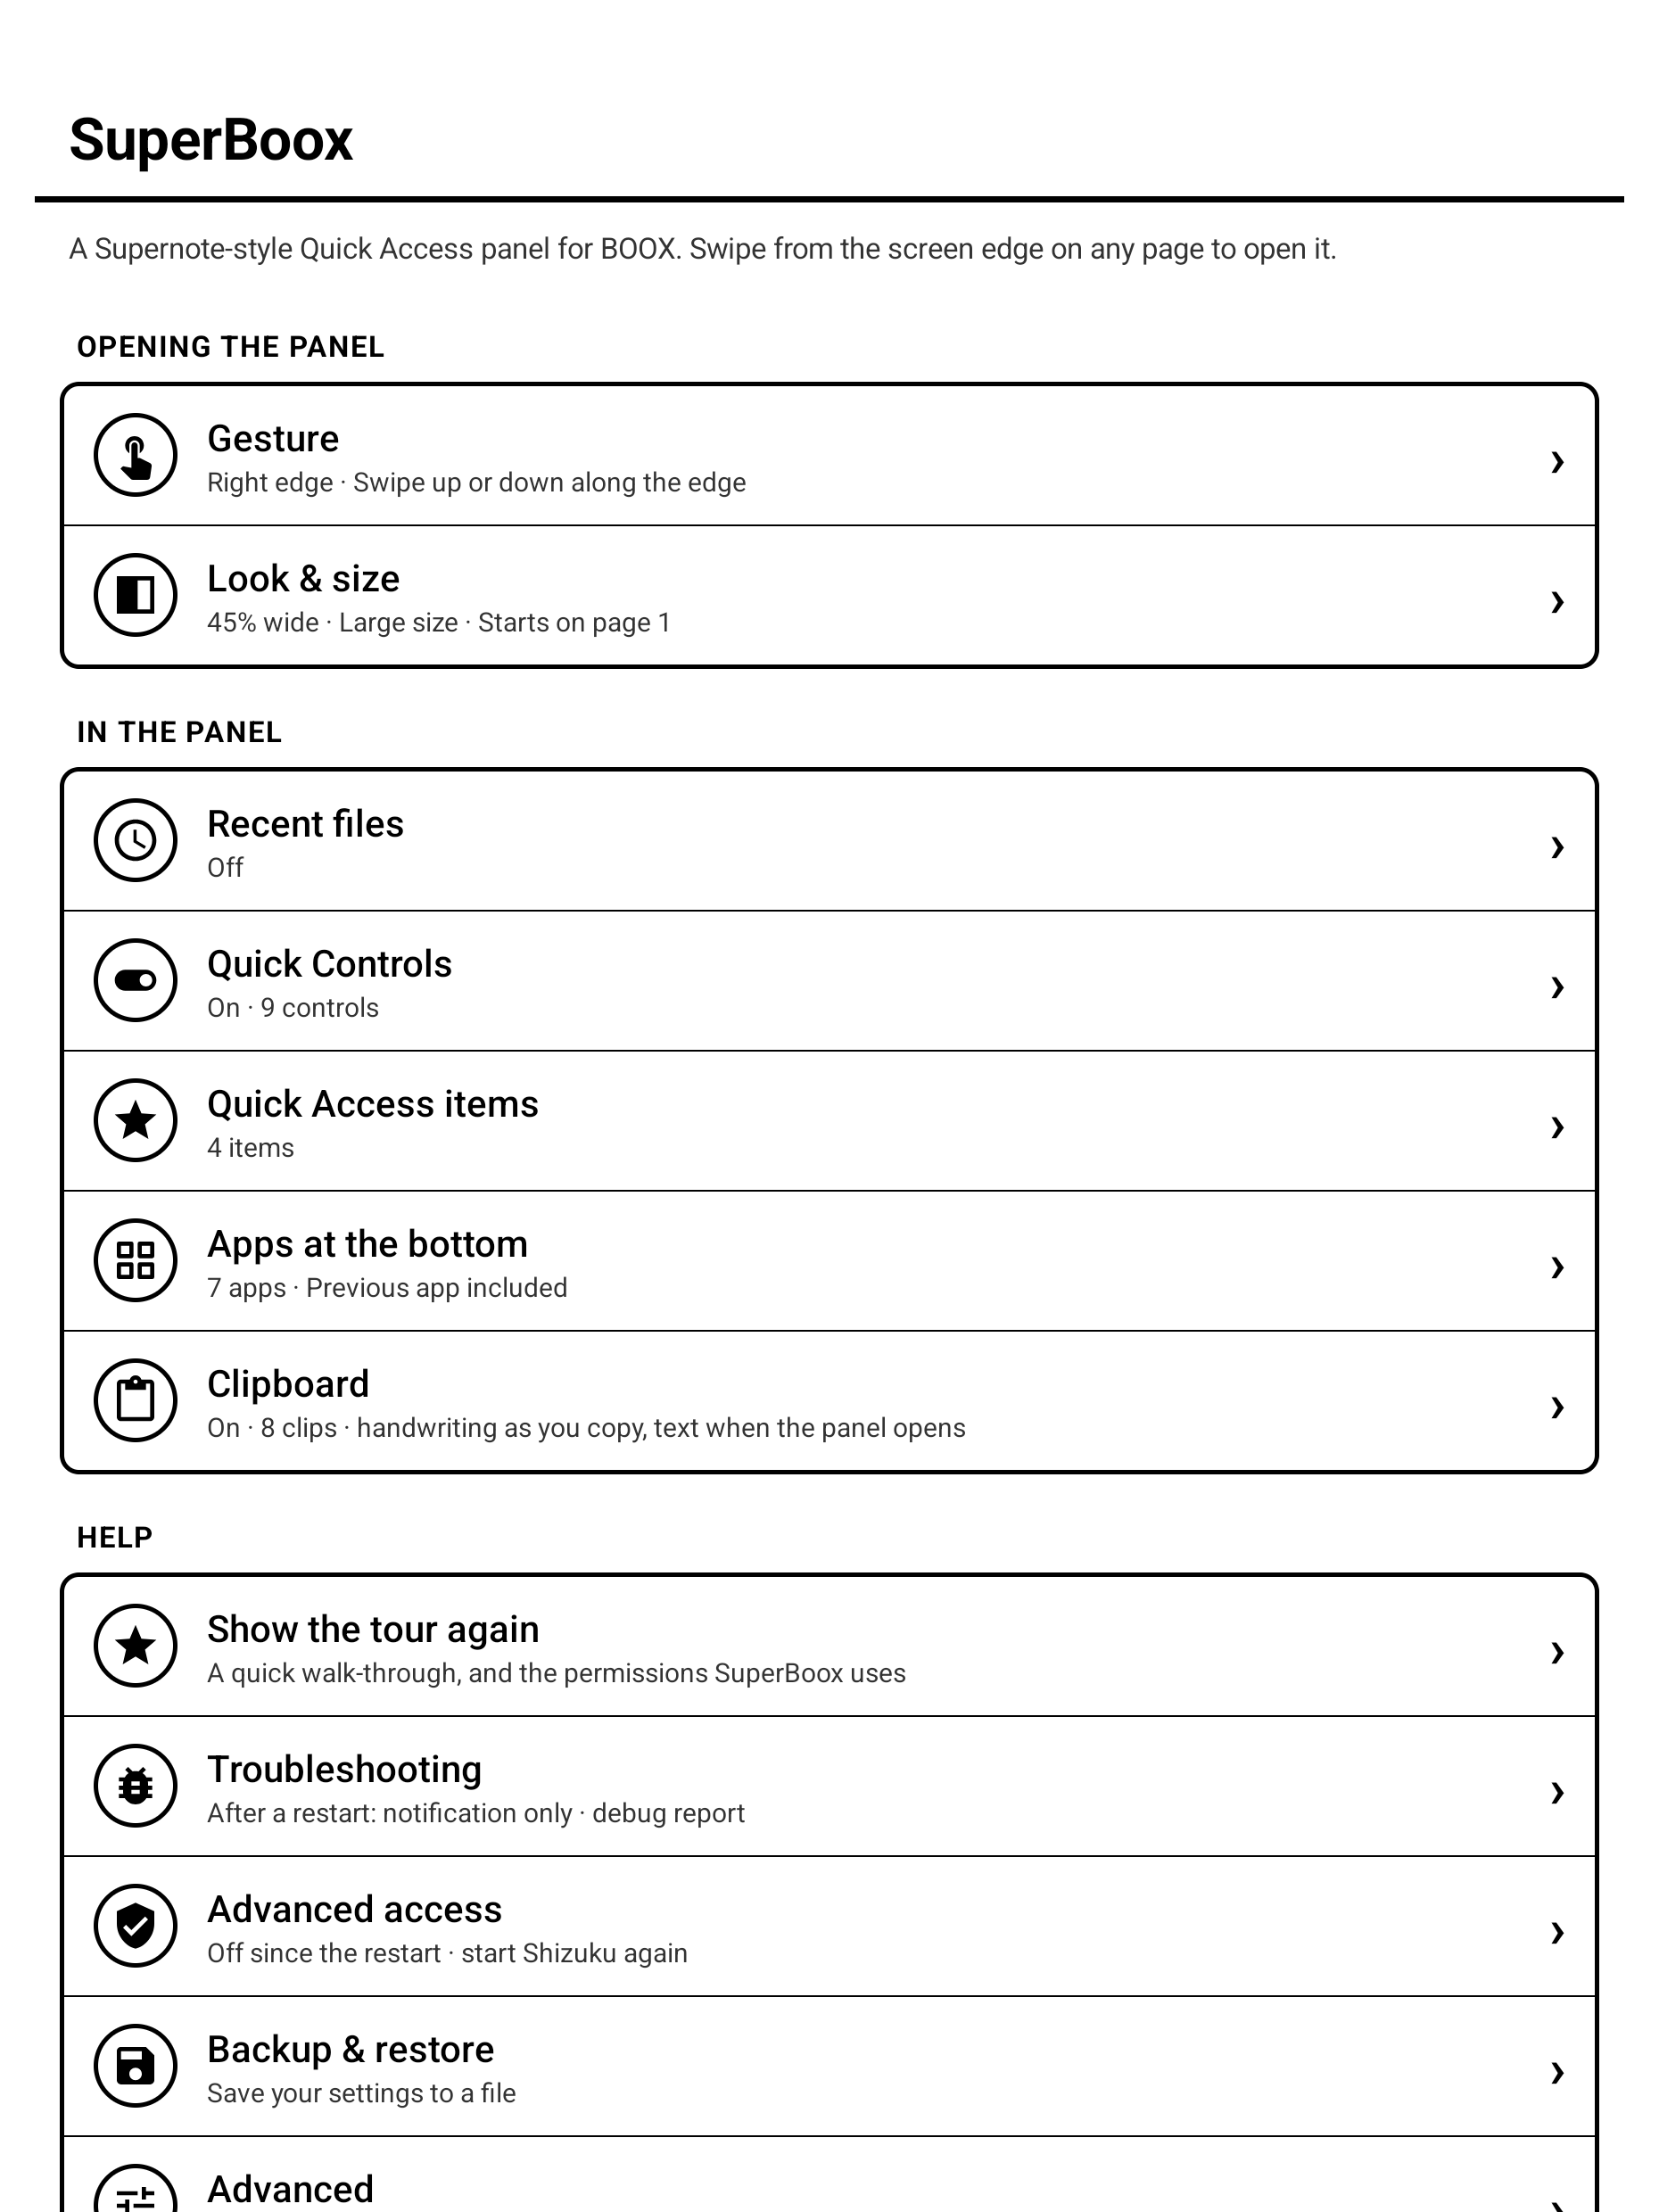 SuperBoox
A Supernote-style Quick Access panel for BOOX. Swipe from the screen edge on any page to open it.
OPENING THE PANEL
Gesture
Right edge · Swipe up or down along the edge
Look & size
45% wide · Large size · Starts on page 1
IN THE PANEL
Recent files
Off
Quick Controls
On · 9 controls
Quick Access items
4 items
Apps at the bottom
7 apps · Previous app included
Clipboard
On · 8 clips · handwriting as you copy, text when the panel opens
HELP
Show the tour again
A quick walk-through, and the permissions SuperBoox uses
Troubleshooting
After a restart: notification only · debug report
Advanced access
Off since the restart · start Shizuku again
Backup & restore
Save your settings to a file
Advanced